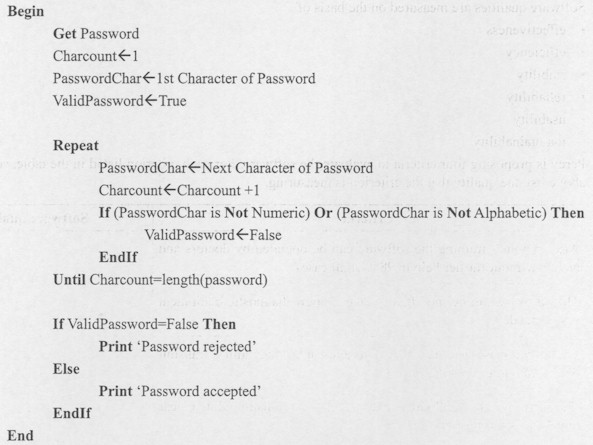 Begin
Get Password
Charcount←1
PasswordChar←1st Character of Password
ValidPassword←True
Repeat
PasswordChar←Next Character of Password
Charcount←Charcount +1
If (PasswordChar is Not Numeric) Or (PasswordChar is Not Alphabetic) Then
ValidPassword←False
EndIf
Until Charcount=length(password)
If ValidPassword=False Then
Print ‘Password rejected’
Else
Print ‘Password accepted’
EndIf
End